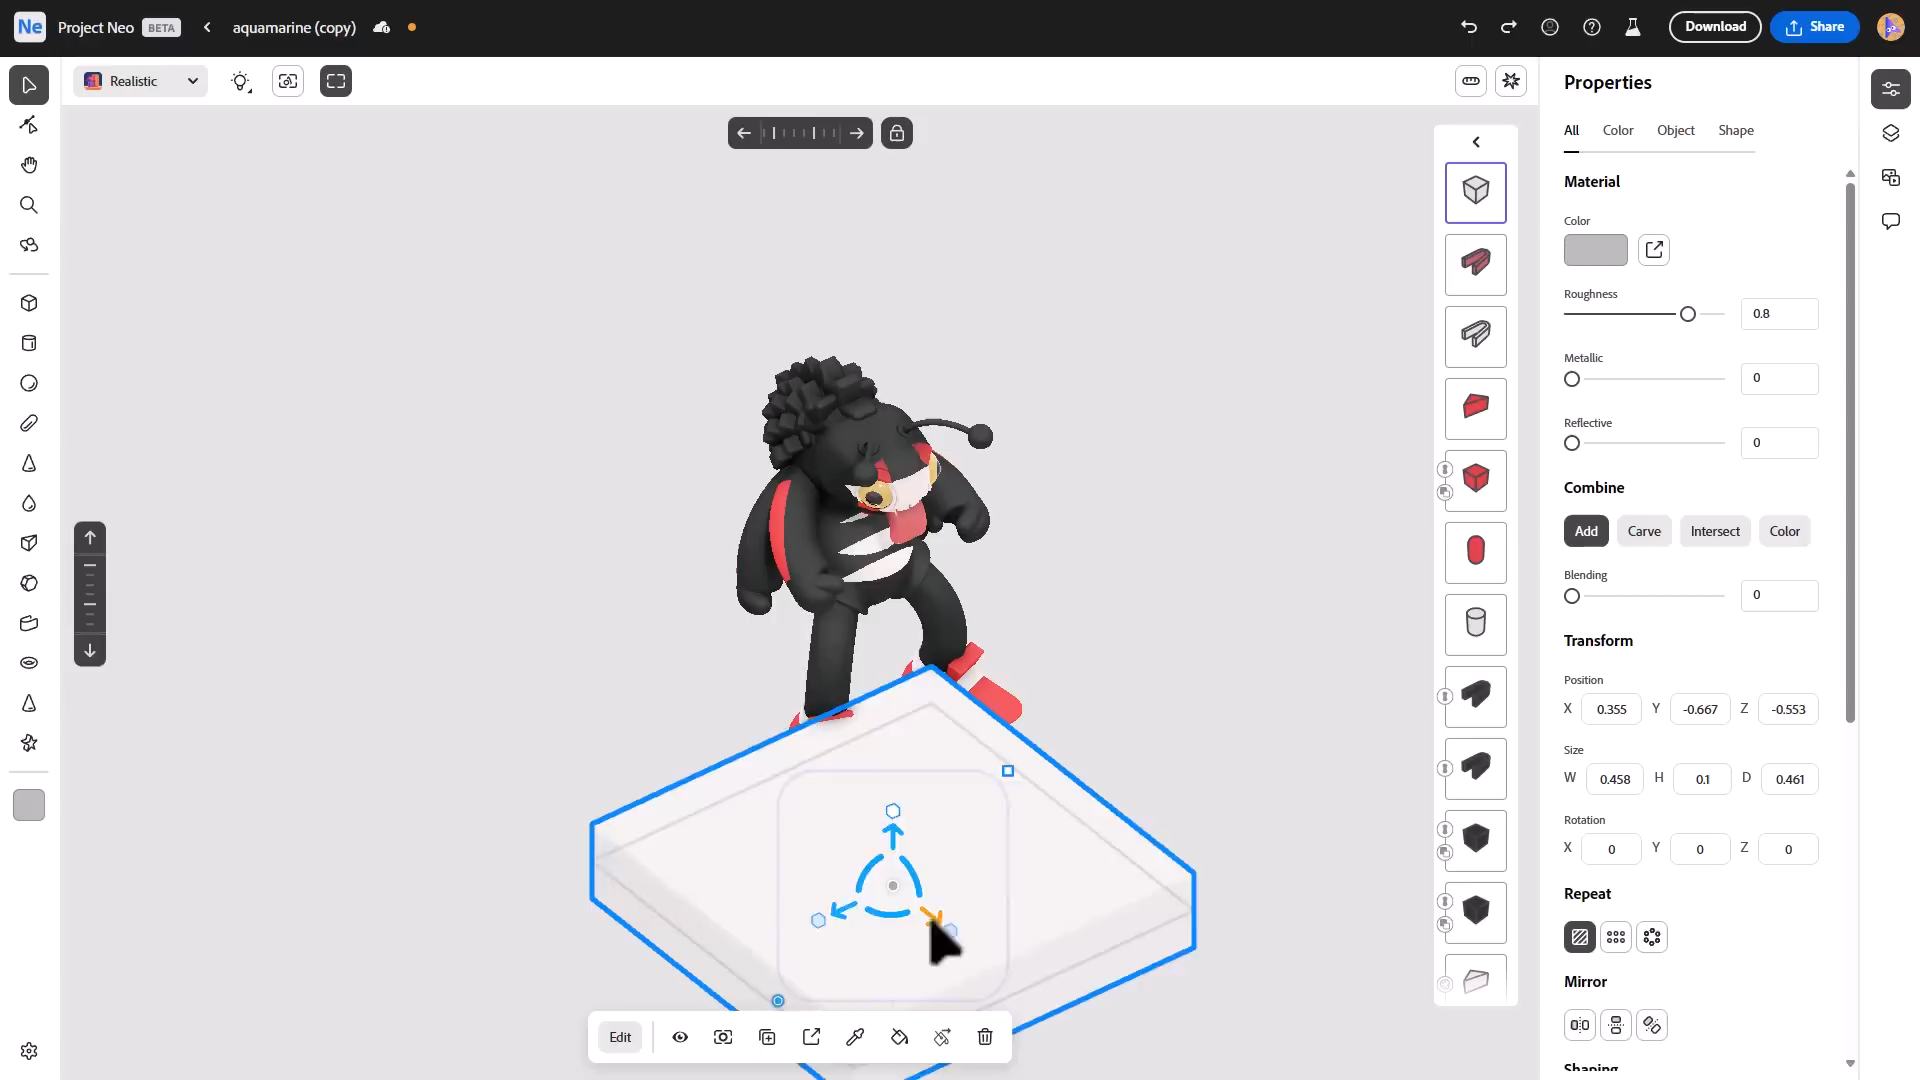 Ne Project Neo BETA aquamarine (copy) Download Share
Realistic
Properties
All Color Object Shape
Material
Color
Roughness
0.8
Metallic
0
Reflective
0
Combine
Add Carve Intersect Color
Blending
0
Transform
Position
X 0.355 Y -0.667 Z -0.553
Size
W 0.458 H 0.1 D 0.461
Rotation
X 0 Y 0 Z 0
Repeat
Mirror
Shaping
Edit